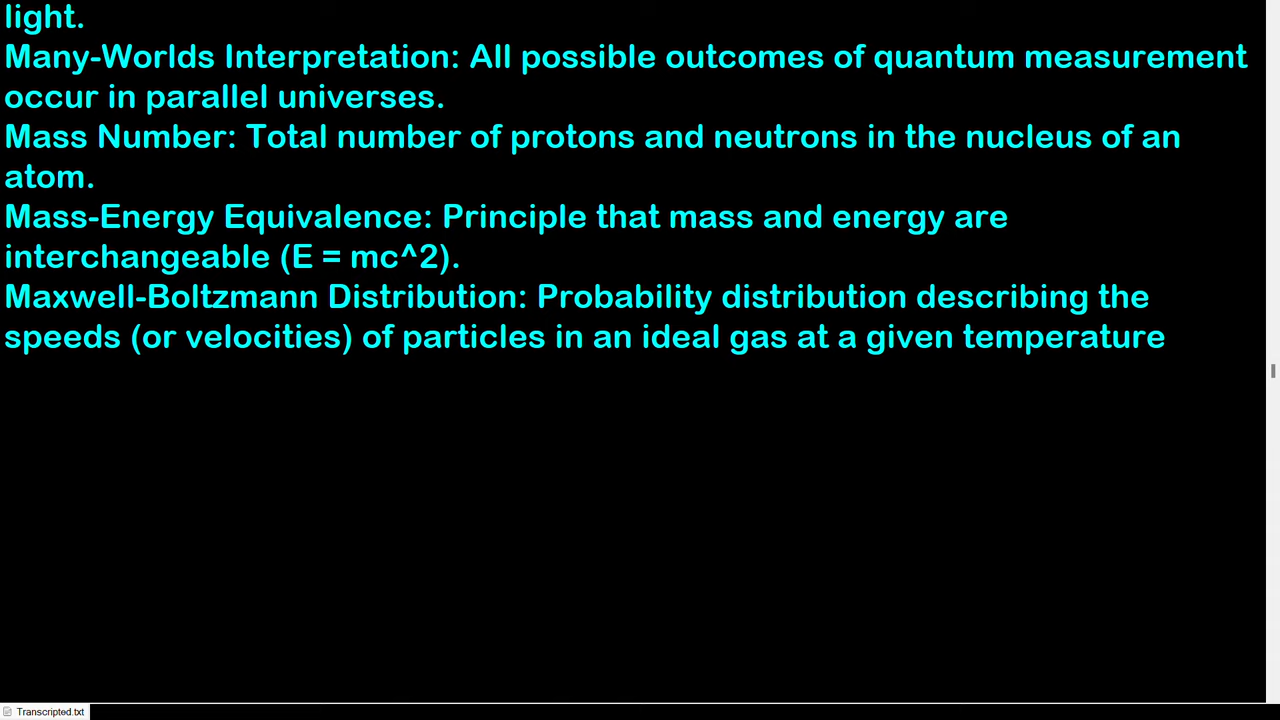 light.
Many-Worlds Interpretation: All possible outcomes of quantum measurement
occur in parallel universes.
Mass Number: Total number of protons and neutrons in the nucleus of an
atom.
Mass-Energy Equivalence: Principle that mass and energy are
interchangeable (E = mc^2).
Maxwell-Boltzmann Distribution: Probability distribution describing the
speeds (or velocities) of particles in an ideal gas at a given temperature
Transcripted.txt